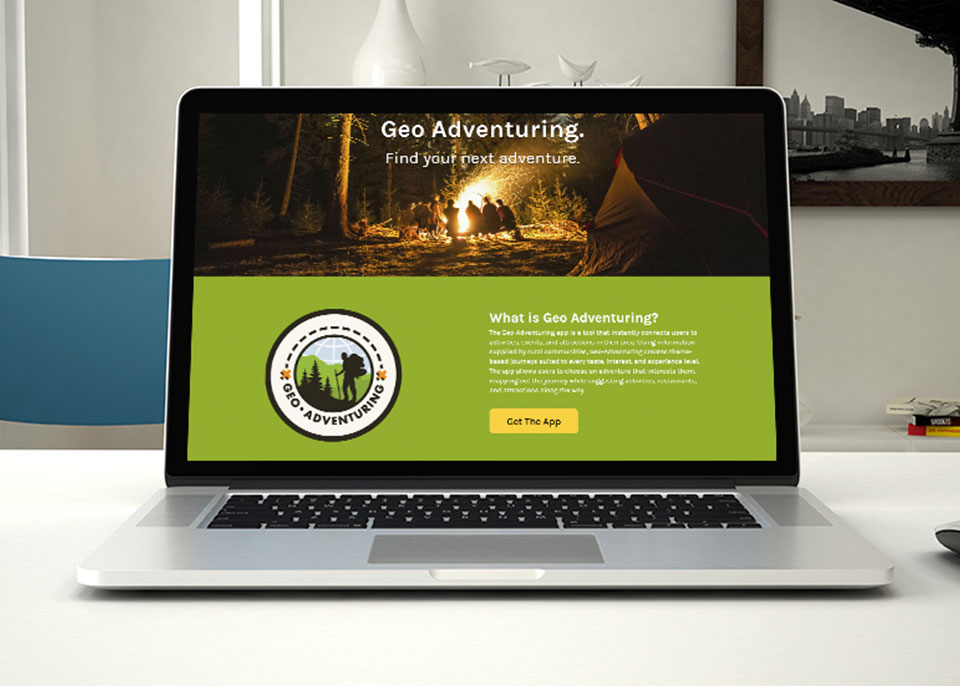 Geo Adventuring.
Find your next adventure.
What is Geo Adventuring?
The Geo Adventuring app is a tool that instantly connects users to
activities, events, and attractions in their area. Using information
supplied by rural communities, Geo-Adventuring creates theme-
based journeys suited to every taste, interest, and experience level.
The app allows users to choose an adventure that interests them,
mapping out the journey while suggesting activities, restaurants,
and attractions along the way.
Get The App
GEO • ADVENTURING